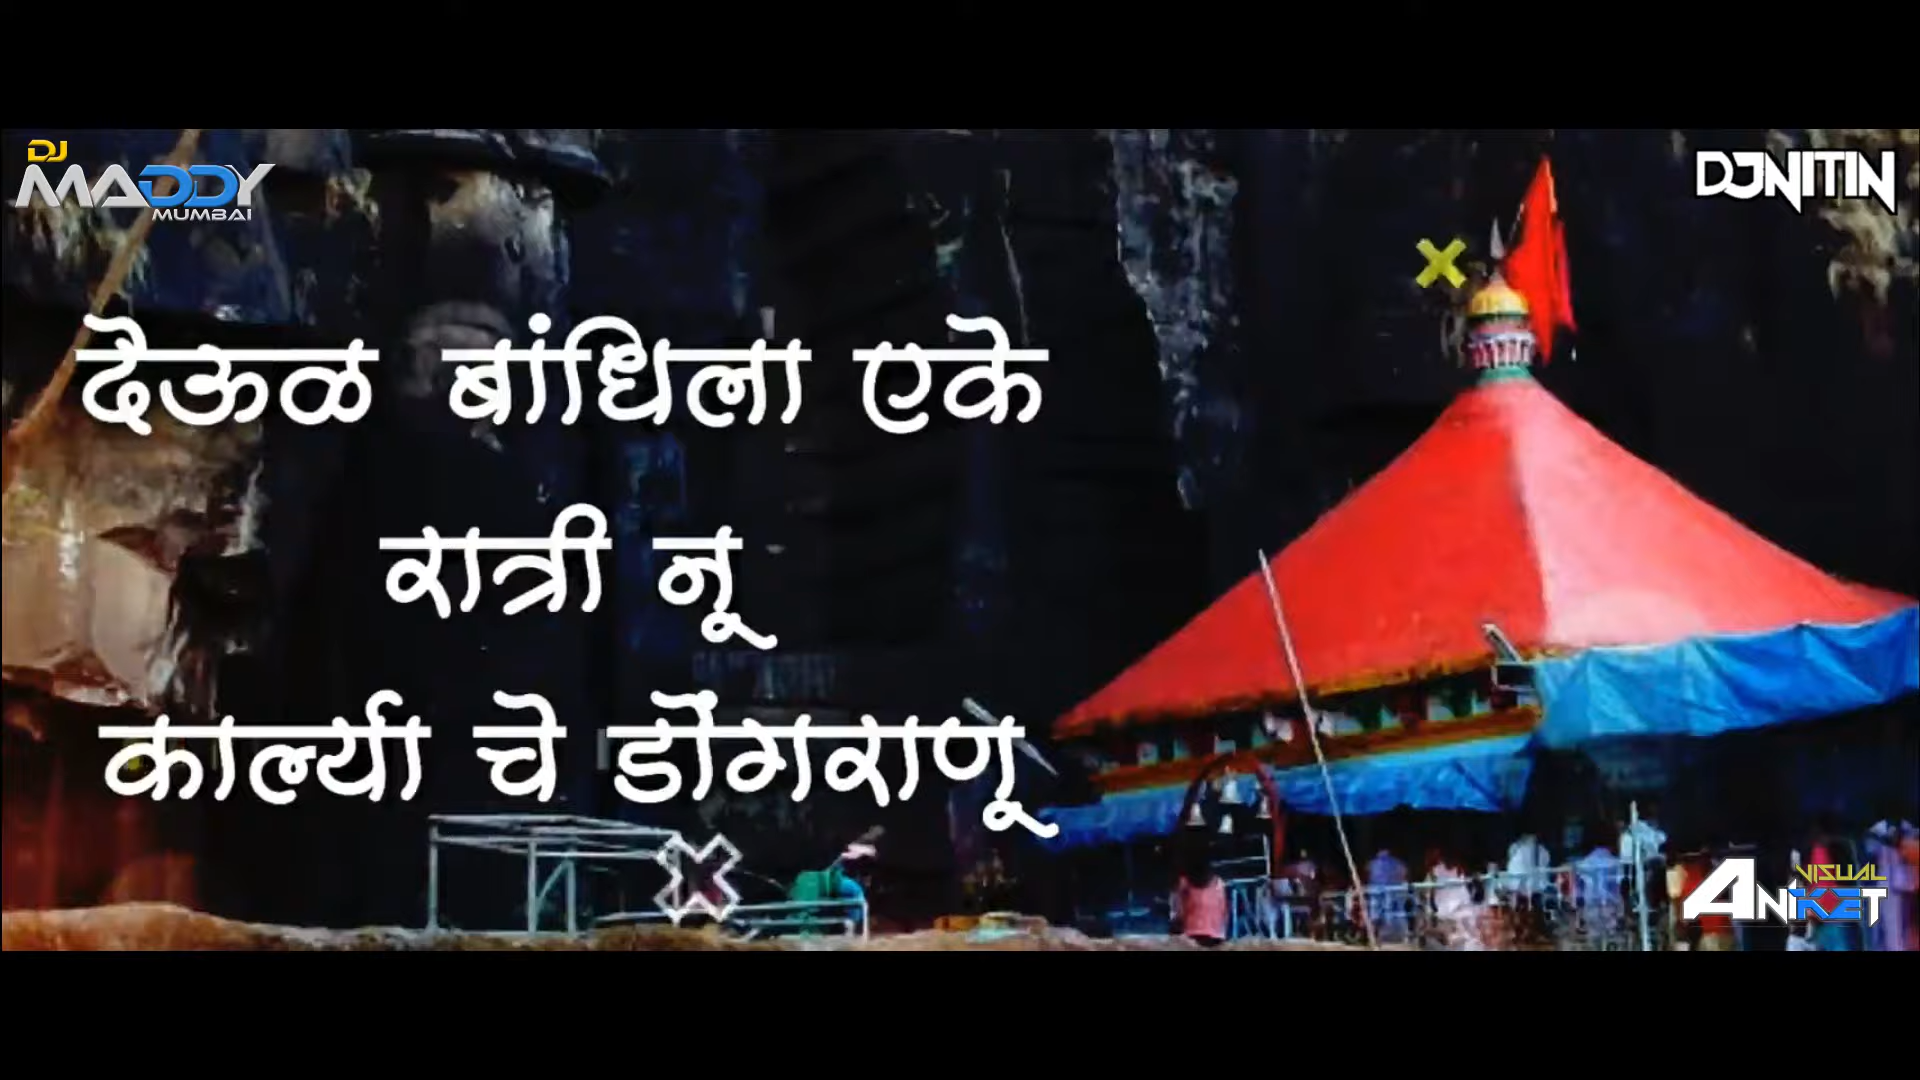 DJ
MADDY
MUMBAI
DJNITIN
देऊळ बांधिला एके
रात्री नू
कार्ल्या चे डोंगराणू
VISUAL
ANIKET